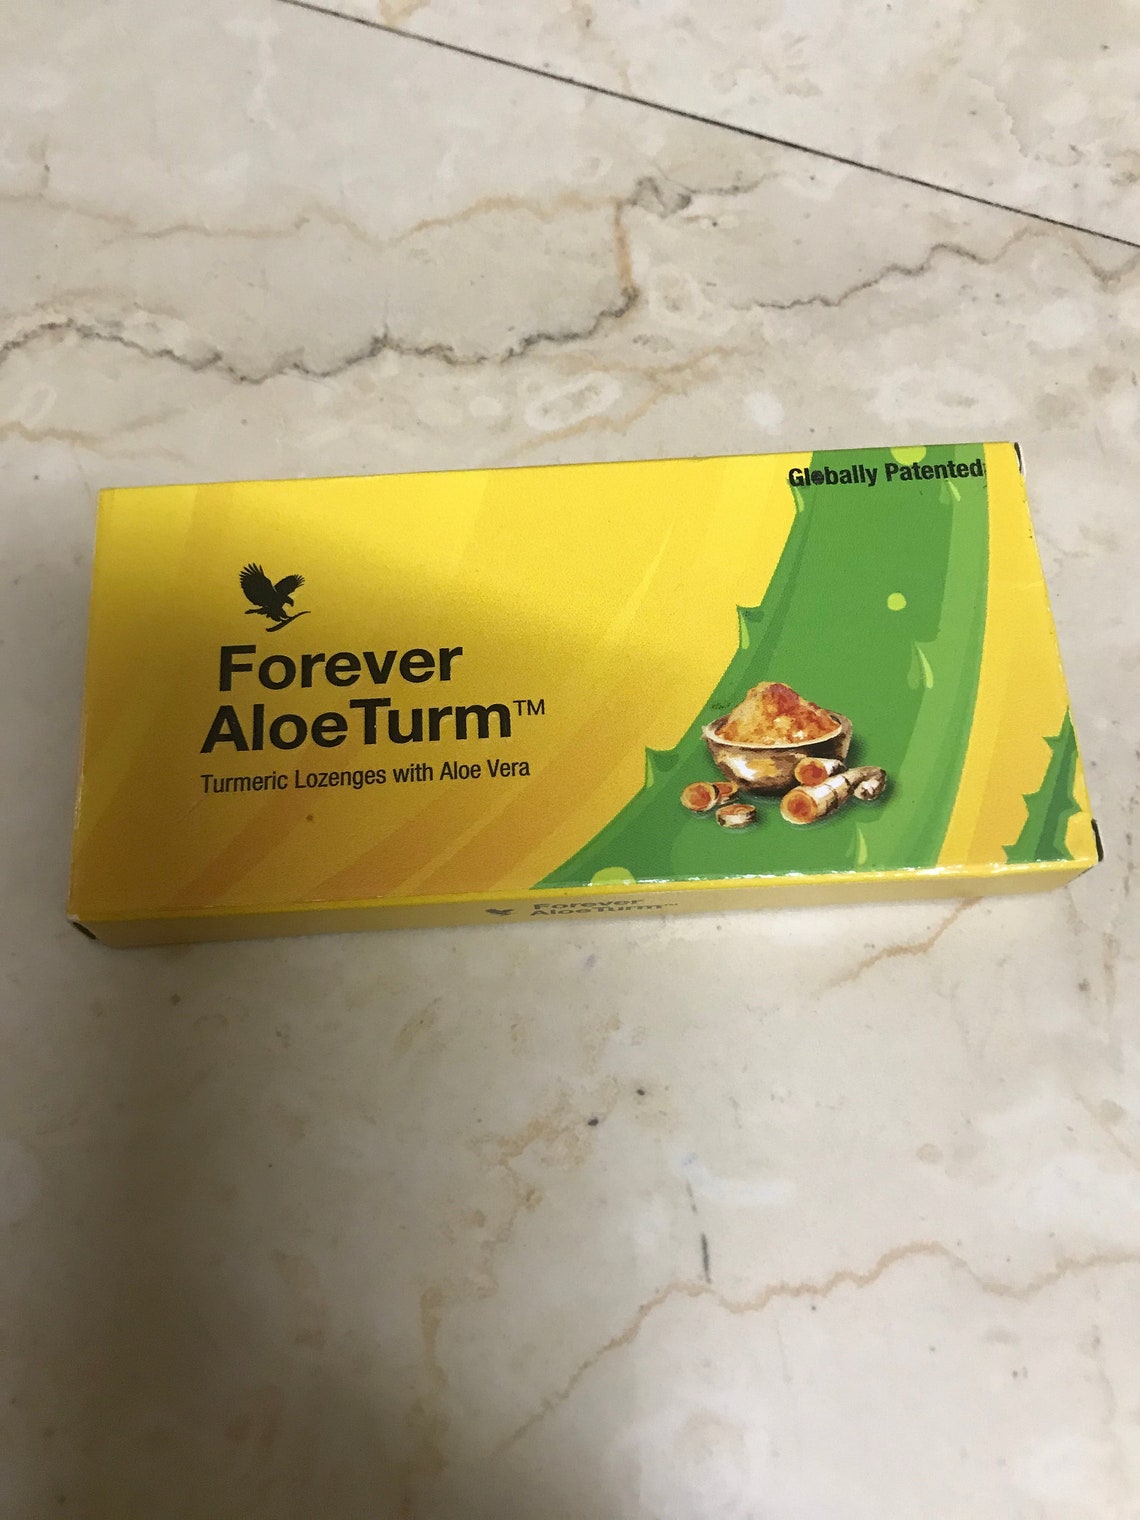 Globally Patented
Forever
AloeTurm™
Turmeric Lozenges with Aloe Vera
Forever
AloeTurm™